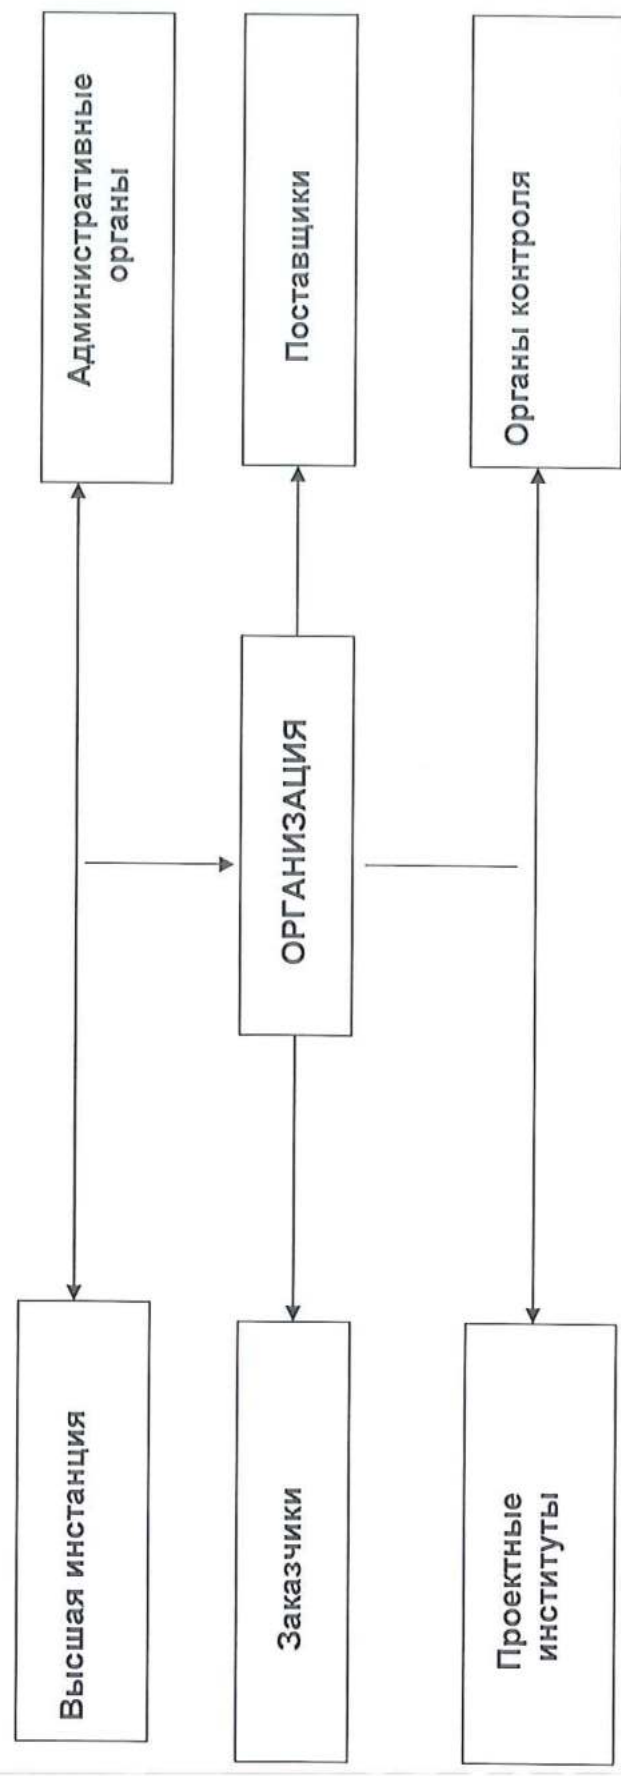 Высшая инстанция
Административные
органы
Заказчики
ОРГАНИЗАЦИЯ
Поставщики
Проектные
институты
Органы контроля